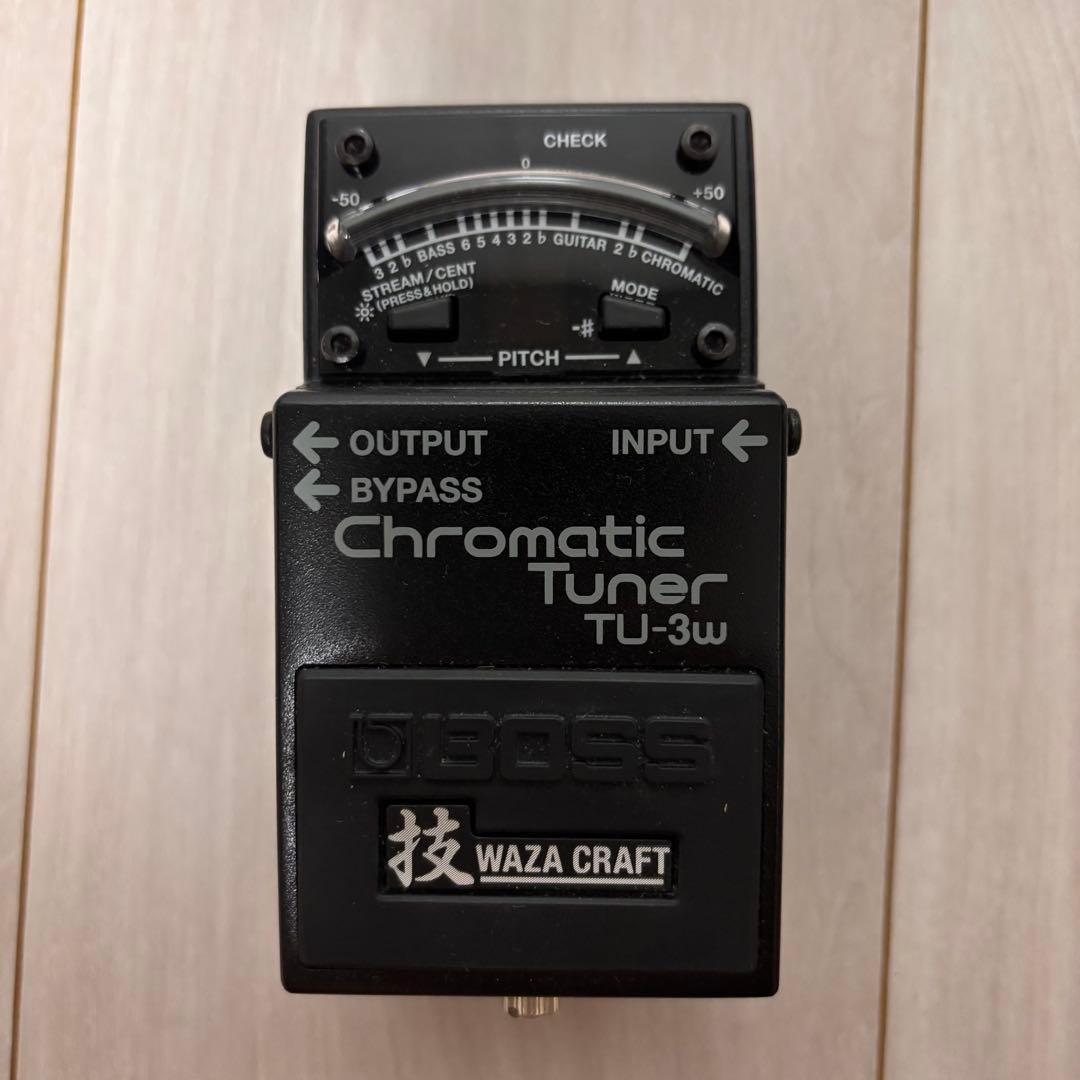 CHECK
0
-50
+50
3 2 ♭ BASS 6 5 4 3 2 ♭ GUITAR 2 ♭ CHROMATIC
STREAM/CENT
(PRESS&HOLD)
MODE
-#
▼ PITCH ▲
← OUTPUT
INPUT ←
← BYPASS
Chromatic
Tuner
TU-3w
BOSS
技 WAZA CRAFT